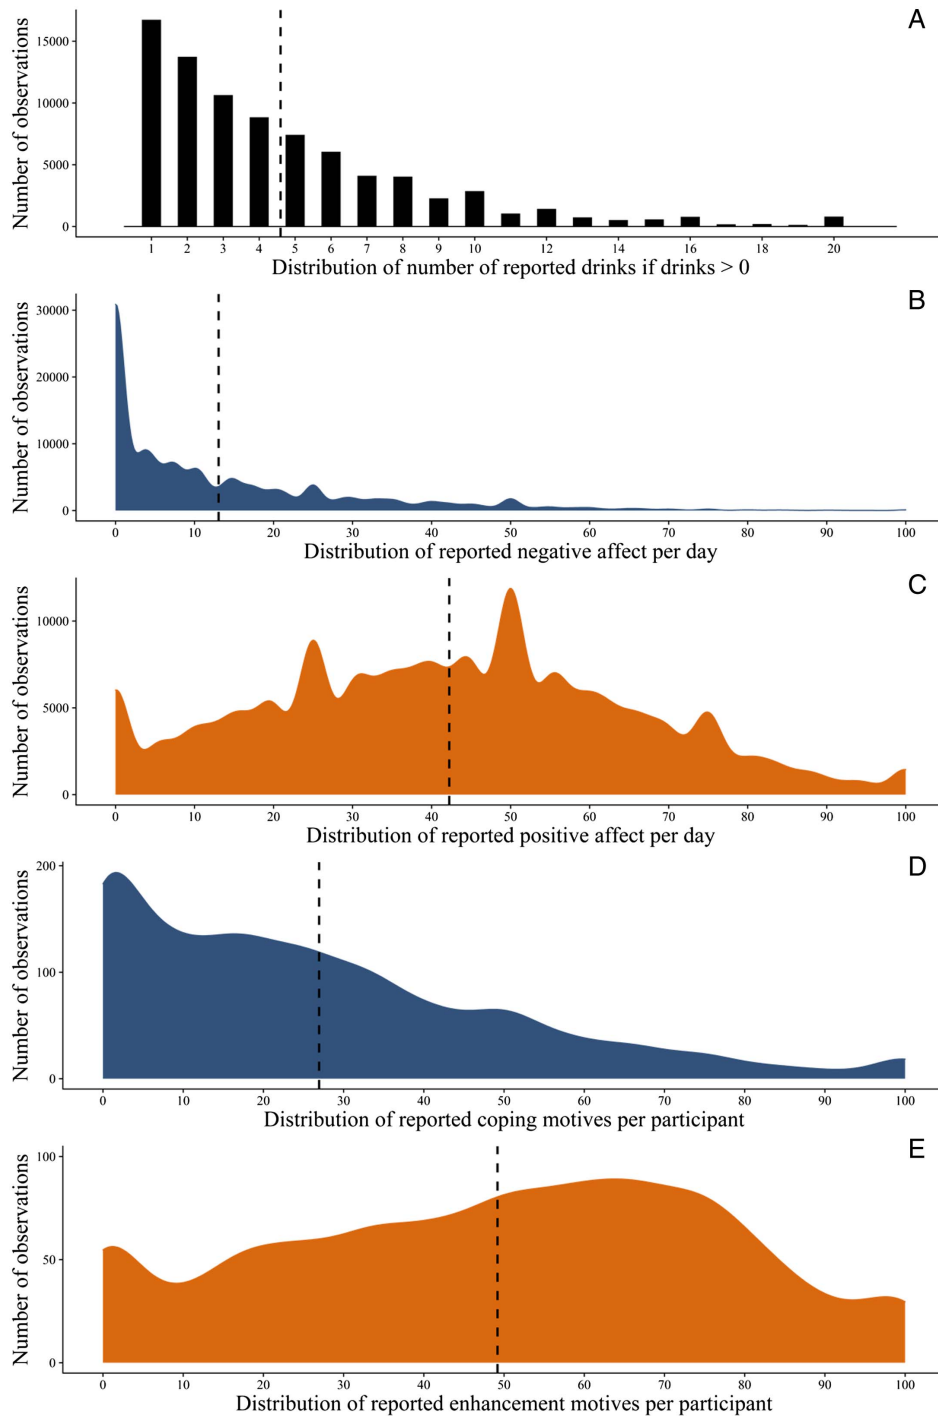 A
Number of observations
15000
10000
5000
0
1 2 3 4 5 6 7 8 9 10 12 14 16 18 20
Distribution of number of reported drinks if drinks > 0
B
Number of observations
30000
20000
10000
0
0 10 20 30 40 50 60 70 80 90 100
Distribution of reported negative affect per day
C
Number of observations
10000
5000
0
0 10 20 30 40 50 60 70 80 90 100
Distribution of reported positive affect per day
D
Number of observations
200
100
0
0 10 20 30 40 50 60 70 80 90 100
Distribution of reported coping motives per participant
E
Number of observations
100
50
0
0 10 20 30 40 50 60 70 80 90 100
Distribution of reported enhancement motives per participant